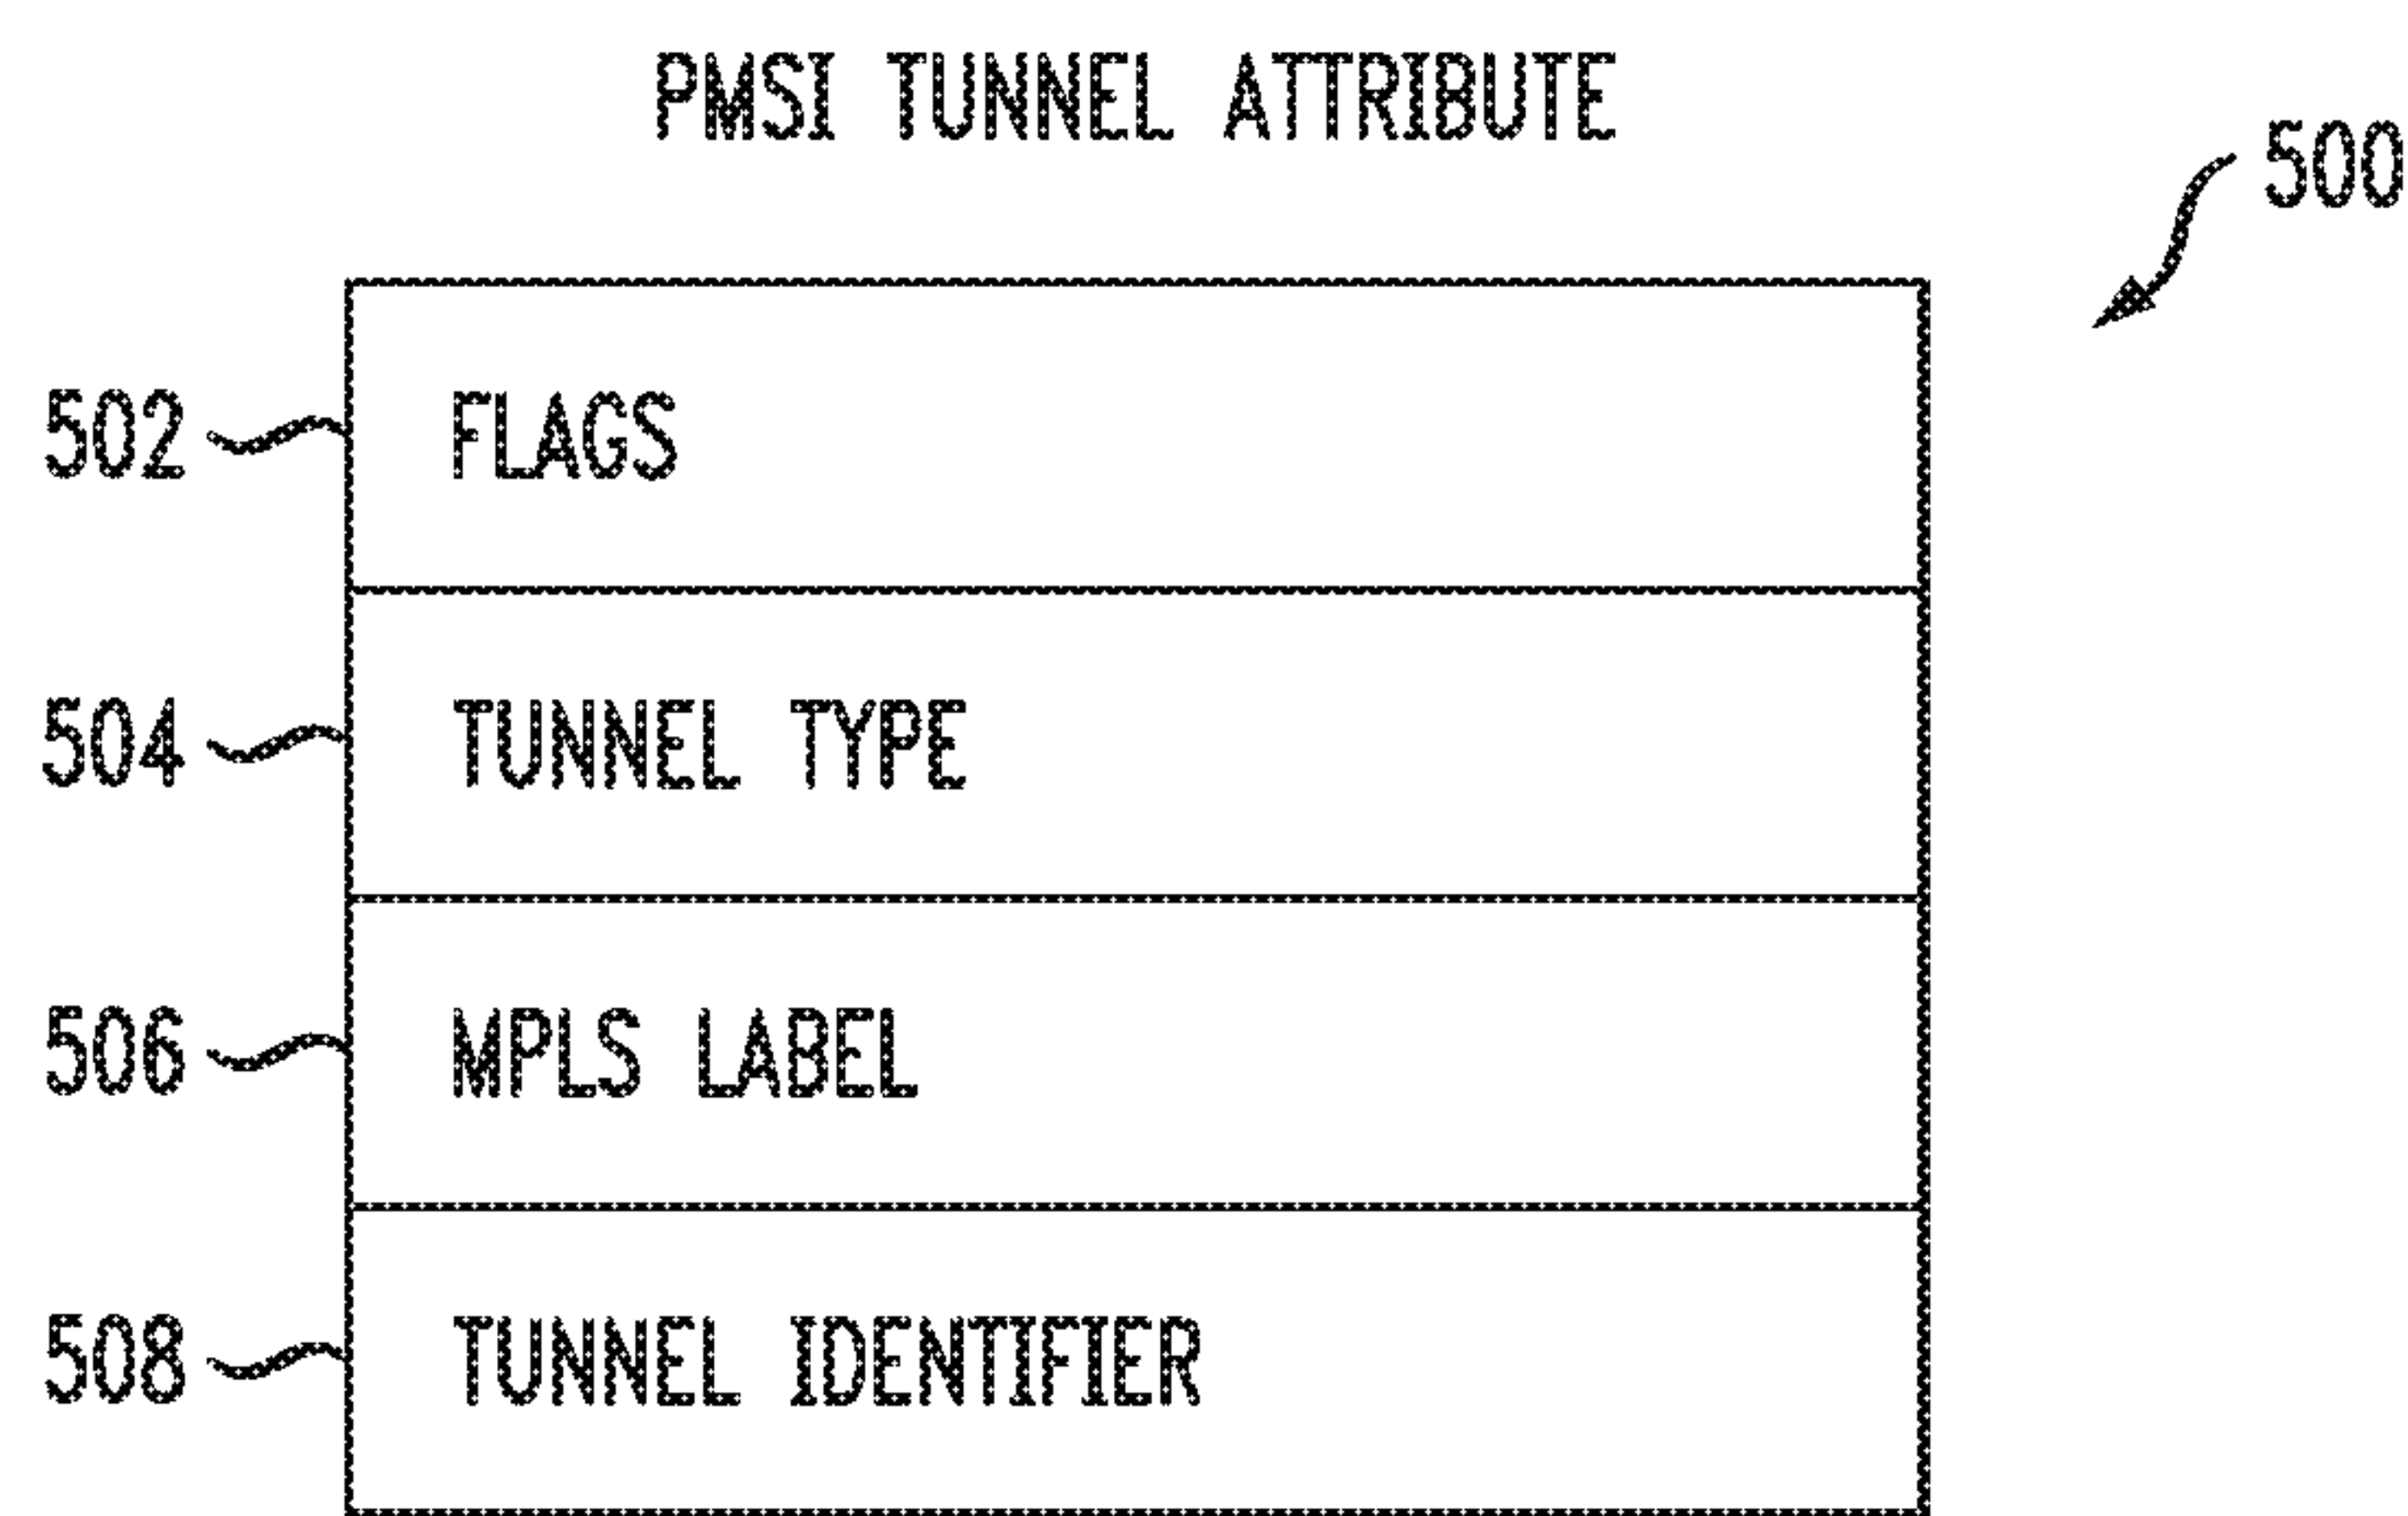 PMSI TUNNEL ATTRIBUTE
500
502 FLAGS
504 TUNNEL TYPE
506 MPLS LABEL
508 TUNNEL IDENTIFIER